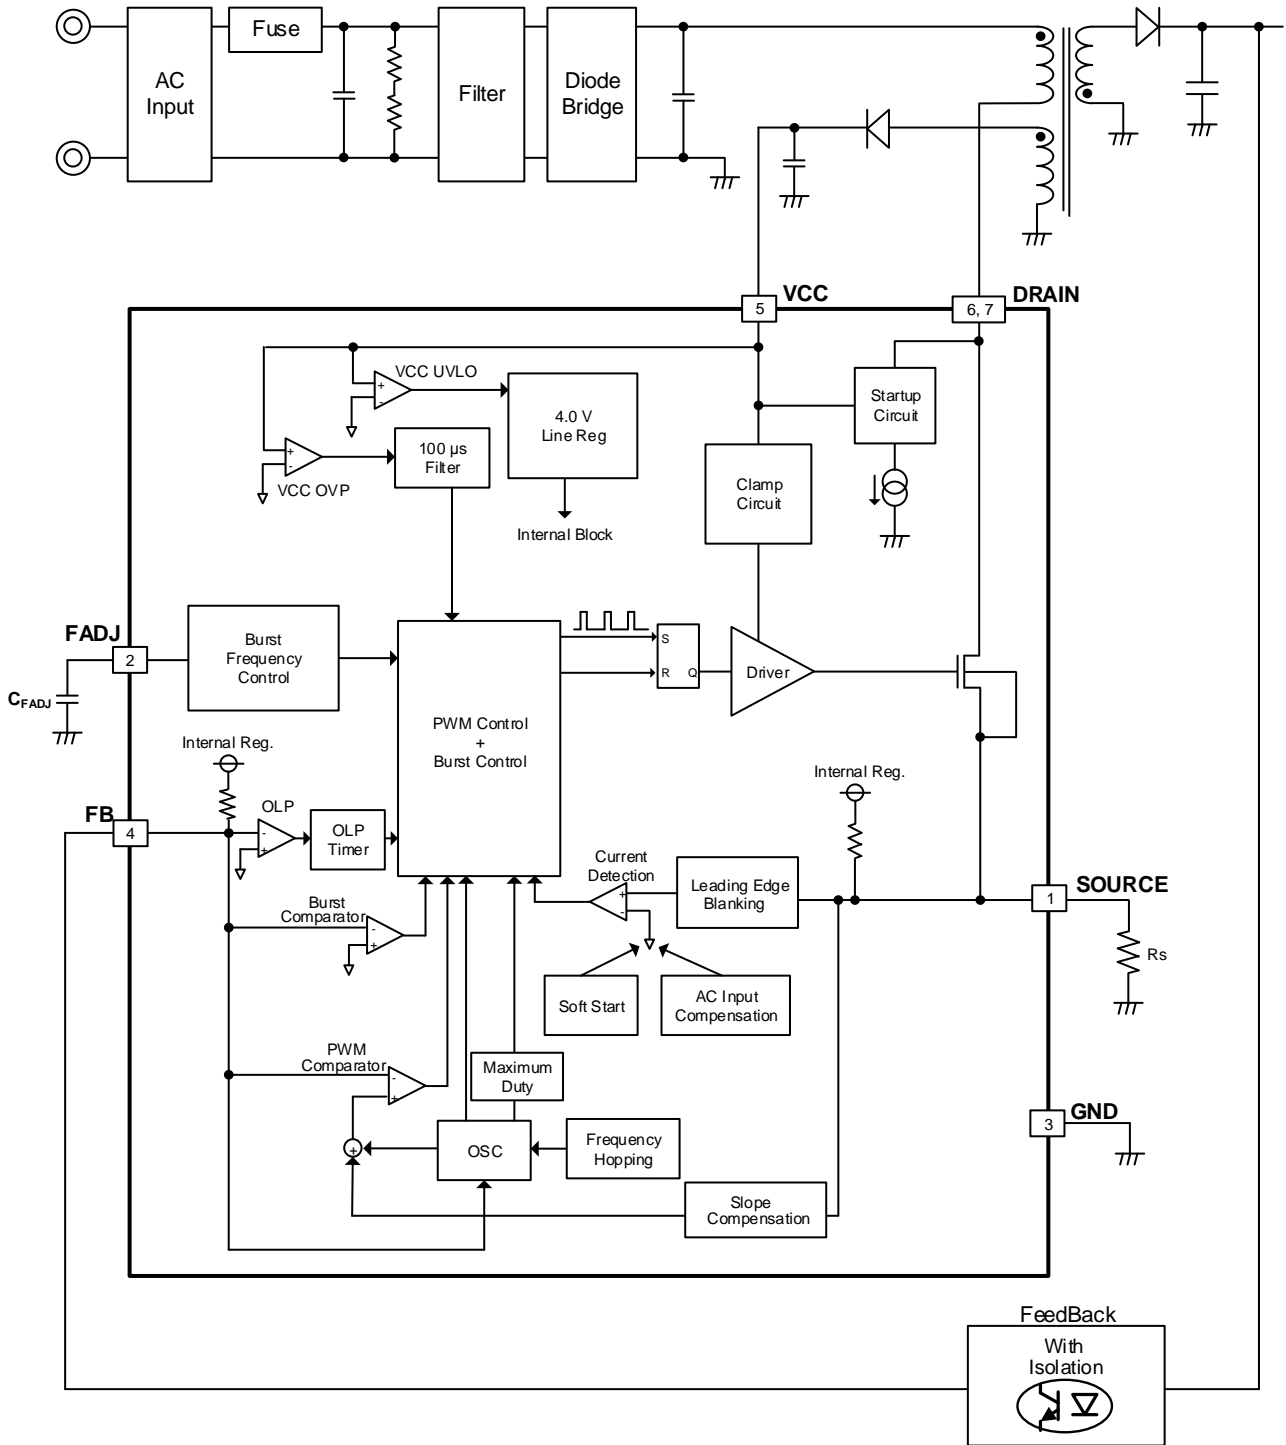 Fuse
AC
Input
Filter
Diode
Bridge
VCC
5
DRAIN
6, 7
VCC UVLO
+
-
4.0 V
Line Reg
Startup
Circuit
+
-
VCC OVP
100 µs
Filter
Clamp
Circuit
Internal Block
FADJ
2
Burst
Frequency
Control
S
R
Q
Driver
CFADJ
PWM Control
+
Burst Control
Internal Reg.
Internal Reg.
FB
4
OLP
-
+
OLP
Timer
Current
Detection
+
-
Leading Edge
Blanking
SOURCE
1
Burst
Comparator
-
+
Rs
Soft Start
AC Input
Compensation
PWM
Comparator
-
+
Maximum
Duty
GND
3
+
OSC
Frequency
Hopping
Slope
Compensation
FeedBack
With
Isolation